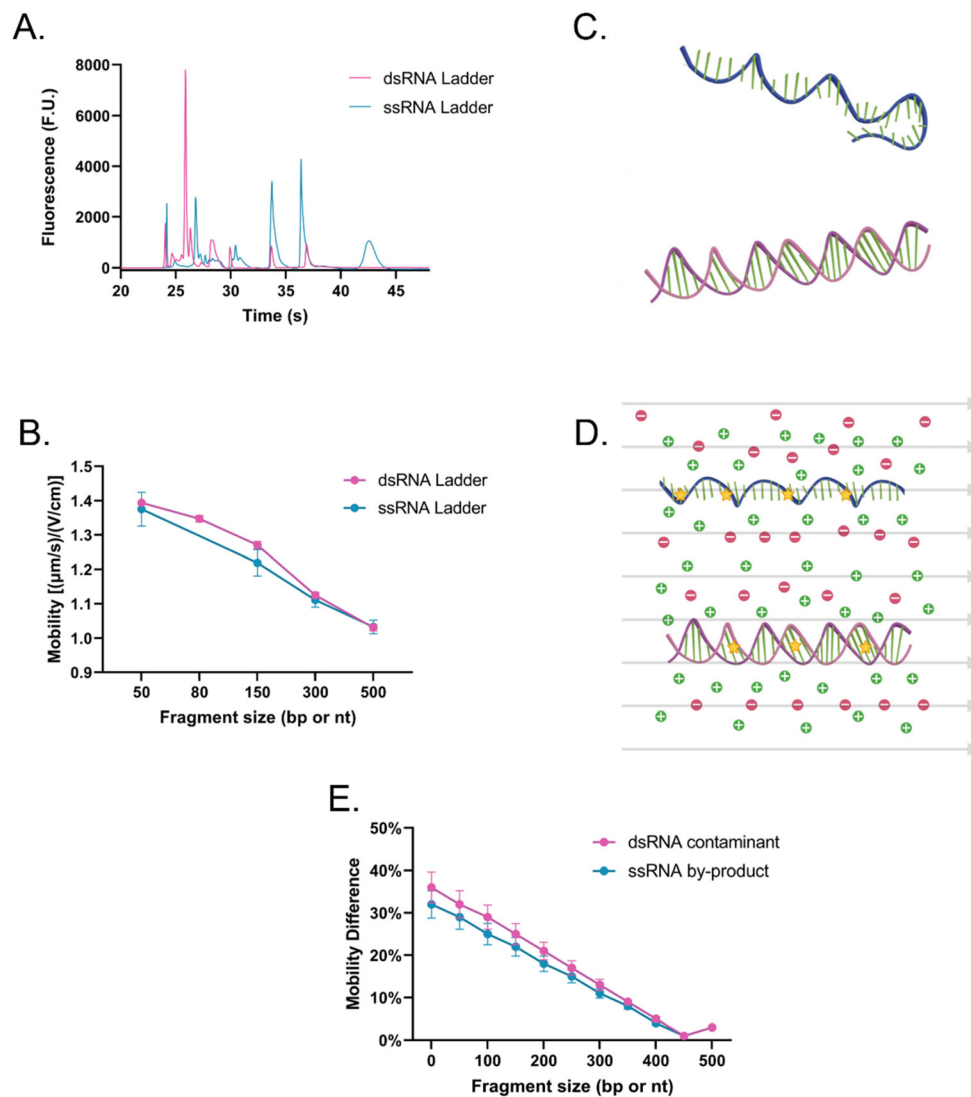 A.
8000
6000
4000
2000
0
Fluorescence (F.U.)
dsRNA Ladder
ssRNA Ladder
20 25 30 35 40 45
Time (s)
C.
B.
1.5
1.4
1.3
1.2
1.1
1.0
0.9
Mobility [(µm/s)/(V/cm)]
dsRNA Ladder
ssRNA Ladder
50 80 150 300 500
Fragment size (bp or nt)
D.
E.
50%
40%
30%
20%
10%
0%
Mobility Difference
dsRNA contaminant
ssRNA by-product
0 100 200 300 400 500
Fragment size (bp or nt)